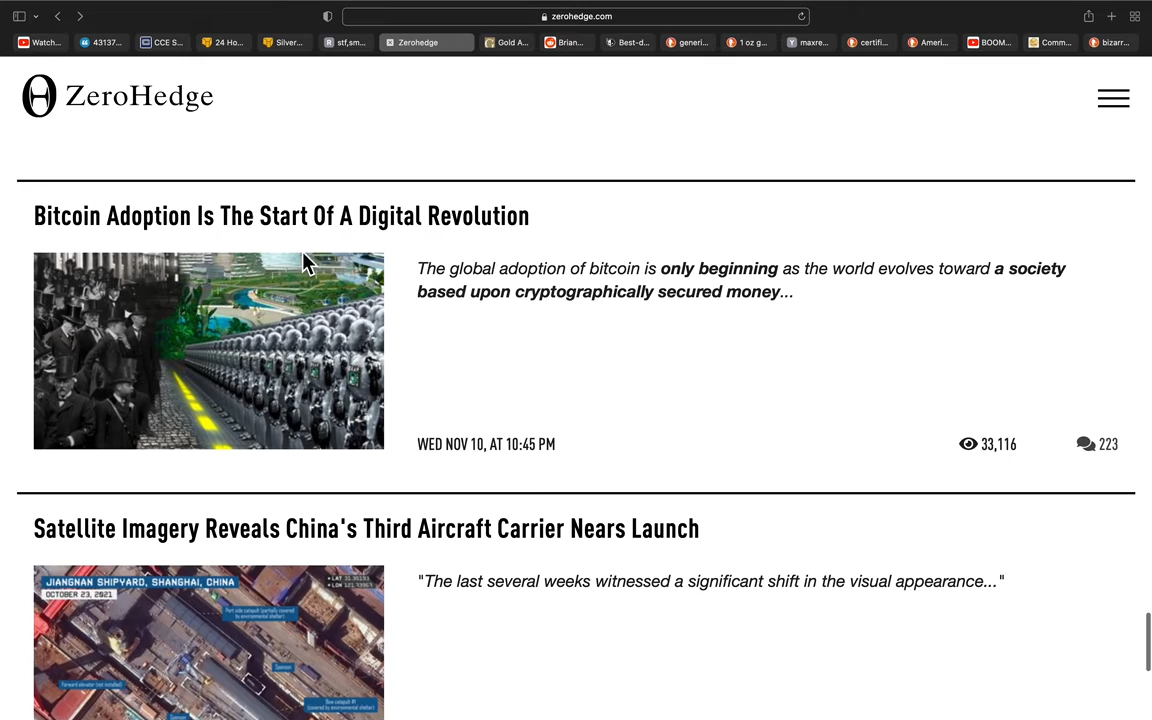 zerohedge.com
Watch...
43137...
CCE S...
24 Ho...
Silver...
stf,sm...
Zerohedge
Gold A...
Brian...
Best-d...
generi...
1 oz g...
maxre...
certifi...
Ameri...
BOOM...
Comm...
bizarr...
ZeroHedge
Bitcoin Adoption Is The Start Of A Digital Revolution
The global adoption of bitcoin is only beginning as the world evolves toward a society
based upon cryptographically secured money...
WED NOV 10, AT 10:45 PM
33,116
223
Satellite Imagery Reveals China's Third Aircraft Carrier Nears Launch
"The last several weeks witnessed a significant shift in the visual appearance..."
JIANGNAN SHIPYARD, SHANGHAI, CHINA
OCTOBER 23, 2021
Port side catapult (partially covered
by environmental shelter)
Sponson
Forward elevator (not installed)
Bow catapult #1
(covered by environmental shelter)
Sponson